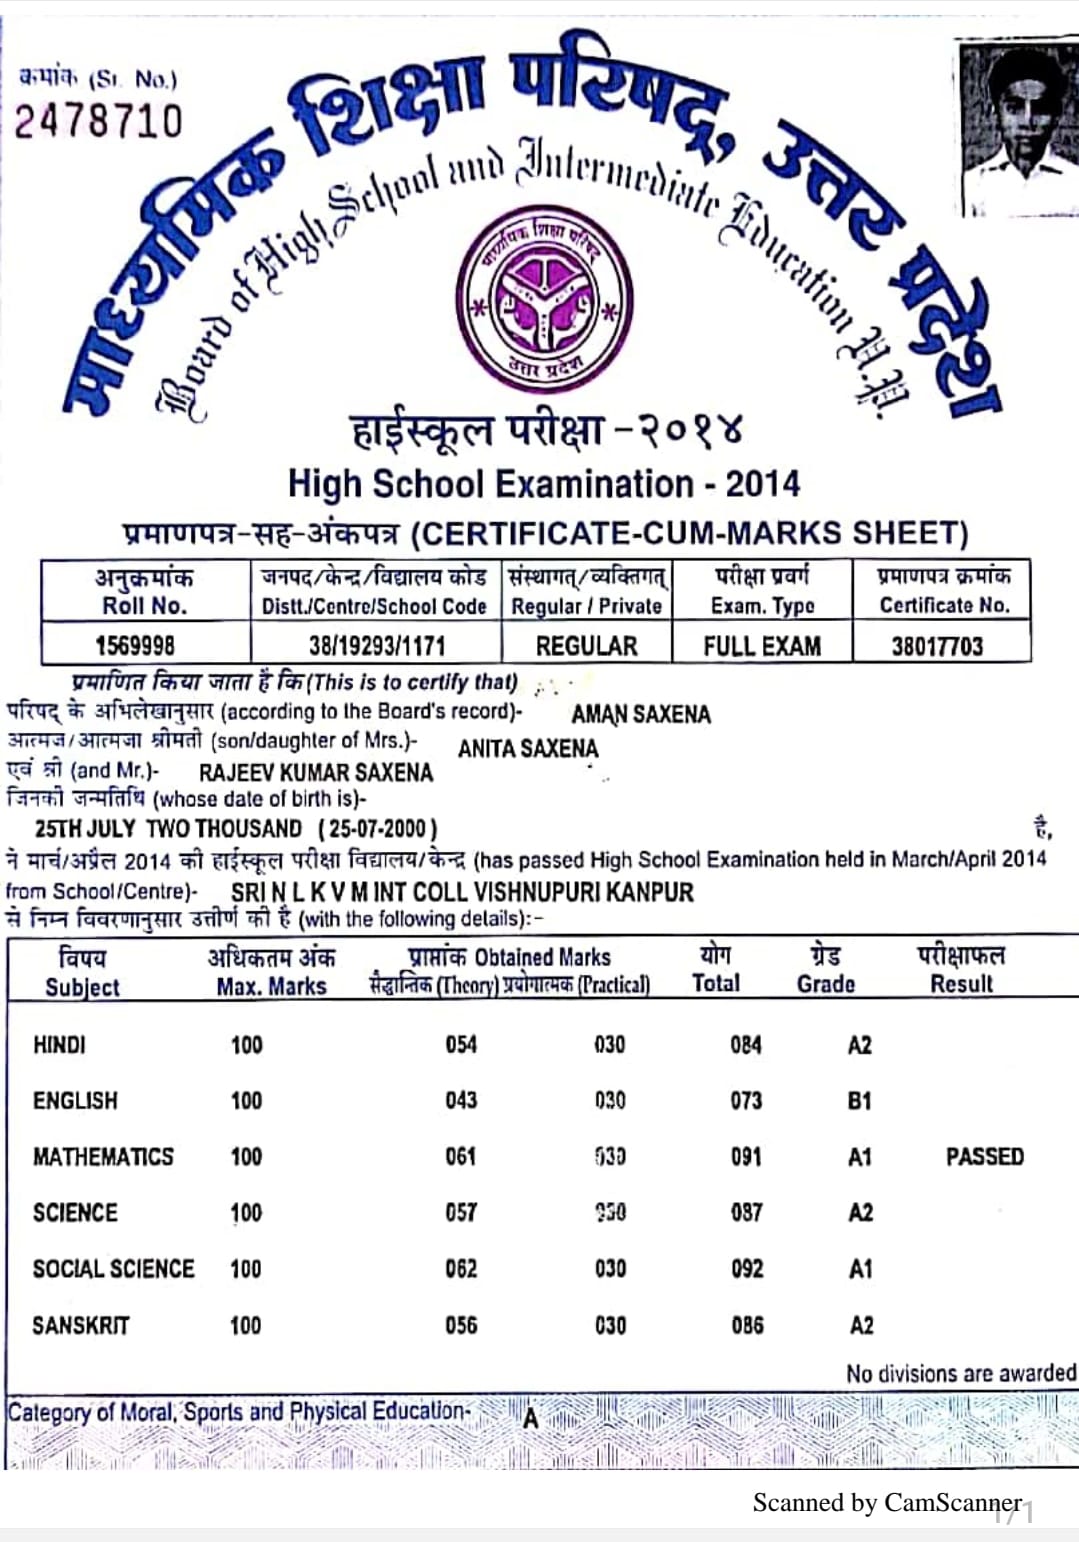 क्रमांक (Sr. No.)
2478710
माध्यमिक शिक्षा परिषद्, उत्तर प्रदेश
Board of High School and Intermediate Education U.P.
माध्यमिक शिक्षा परिषद
उत्तर प्रदेश
हाईस्कूल परीक्षा -२०१४
High School Examination - 2014
प्रमाणपत्र-सह-अंकपत्र (CERTIFICATE-CUM-MARKS SHEET)
अनुक्रमांक जनपद/केन्द्र/विद्यालय कोड संस्थागत्/व्यक्तिगत् परीक्षा प्रवर्ग प्रमाणपत्र क्रमांक
Roll No. Distt./Centre/School Code Regular / Private Exam. Type Certificate No.
1569998 38/19293/1171 REGULAR FULL EXAM 38017703
प्रमाणित किया जाता है कि (This is to certify that)
परिषद् के अभिलेखानुसार (according to the Board's record)- AMAN SAXENA
आत्मज/आत्मजा श्रीमती (son/daughter of Mrs.)- ANITA SAXENA
एवं श्री (and Mr.)- RAJEEV KUMAR SAXENA
जिनकी जन्मतिथि (whose date of birth is)-
25TH JULY TWO THOUSAND ( 25-07-2000 ) है,
ने मार्च/अप्रैल 2014 की हाईस्कूल परीक्षा विद्यालय/केन्द्र (has passed High School Examination held in March/April 2014
from School/Centre)- SRI N L K V M INT COLL VISHNUPURI KANPUR
से निम्न विवरणानुसार उत्तीर्ण की है (with the following details):-
विषय अधिकतम अंक प्राप्तांक Obtained Marks योग ग्रेड परीक्षाफल
Subject Max. Marks सैद्धान्तिक (Theory) प्रयोगात्मक (Practical) Total Grade Result
HINDI 100 054 030 084 A2
ENGLISH 100 043 030 073 B1
MATHEMATICS 100 061 030 091 A1 PASSED
SCIENCE 100 057 030 087 A2
SOCIAL SCIENCE 100 062 030 092 A1
SANSKRIT 100 056 030 086 A2
No divisions are awarded
Category of Moral, Sports and Physical Education- A
Scanned by CamScanner
1/1